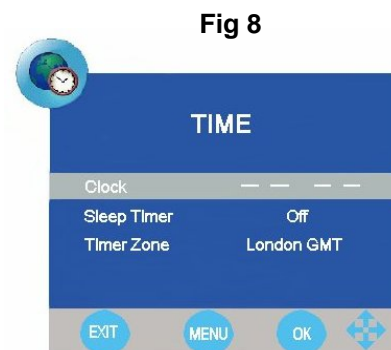 Fig 8
TIME
Clock — — — —
Sleep Timer Off
Timer Zone London GMT
EXIT MENU OK